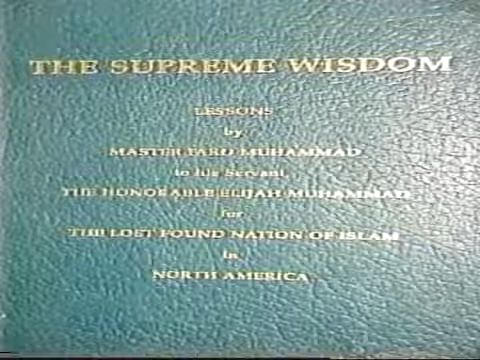 THE SUPREME WISDOM
LESSONS
by
MASTER FARD MUHAMMAD
to his Servant,
THE HONORABLE ELIJAH MUHAMMAD
for
THE LOST FOUND NATION OF ISLAM
in
NORTH AMERICA